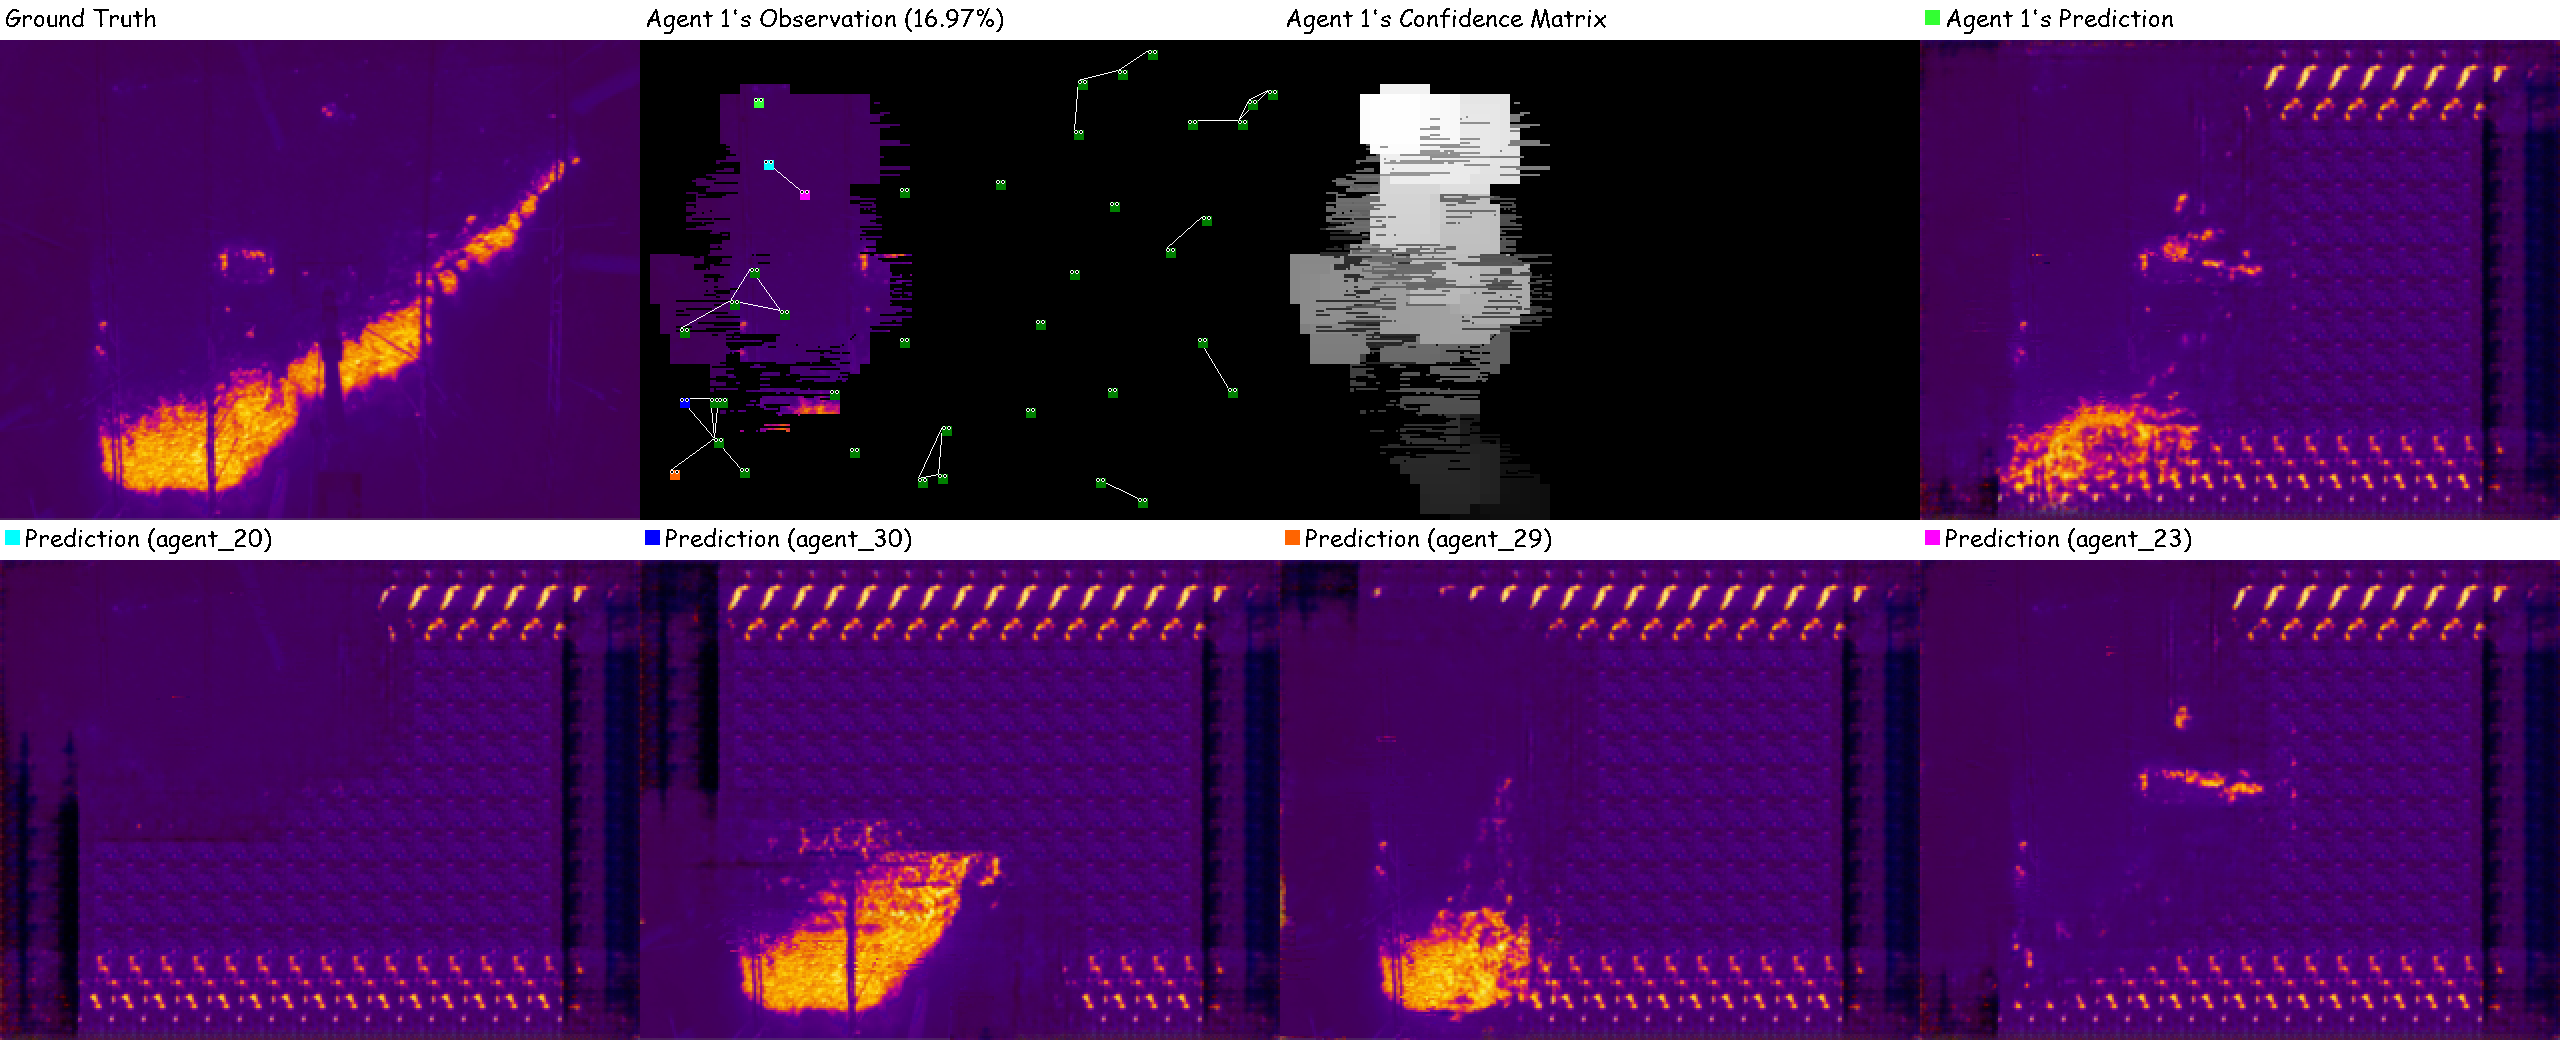 Ground Truth
Agent 1's Observation (16.97%)
Agent 1's Confidence Matrix
Agent 1's Prediction
Prediction (agent_20)
Prediction (agent_30)
Prediction (agent_29)
Prediction (agent_23)